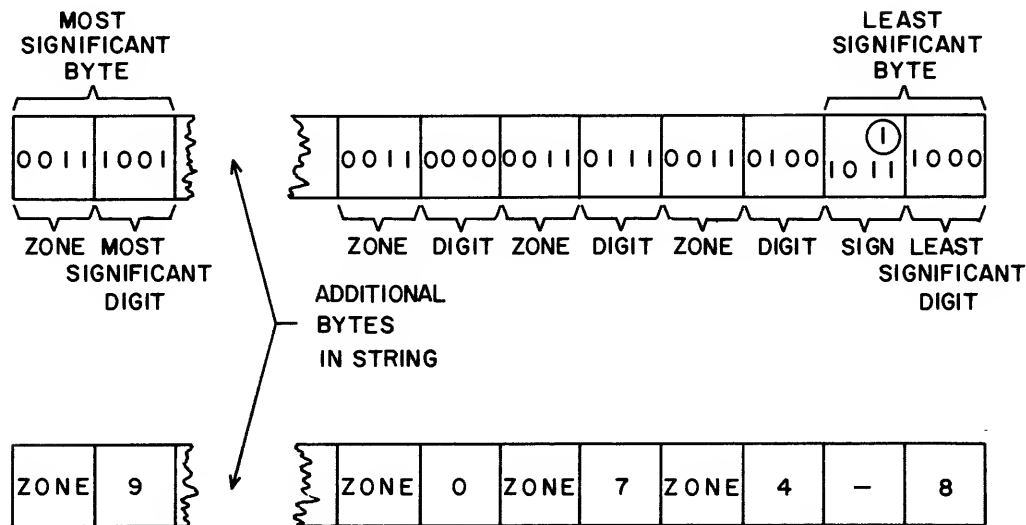 MOST
SIGNIFICANT
BYTE
LEAST
SIGNIFICANT
BYTE
0011 1001 0011 0000 0011 0111 0011 0100 1011 1 1000
ZONE MOST SIGNIFICANT DIGIT ZONE DIGIT ZONE DIGIT ZONE DIGIT SIGN LEAST SIGNIFICANT DIGIT
ADDITIONAL
BYTES
IN STRING
ZONE 9 ZONE 0 ZONE 7 ZONE 4 – 8